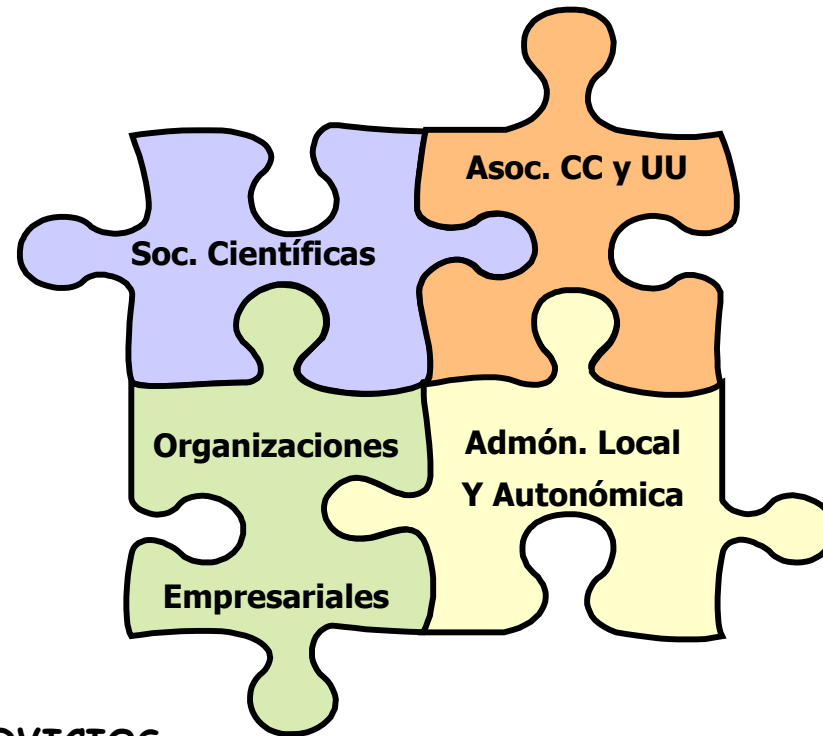 Asoc. CC y UU
Soc. Científicas
Organizaciones
Empresariales
Admón. Local
Y Autonómica